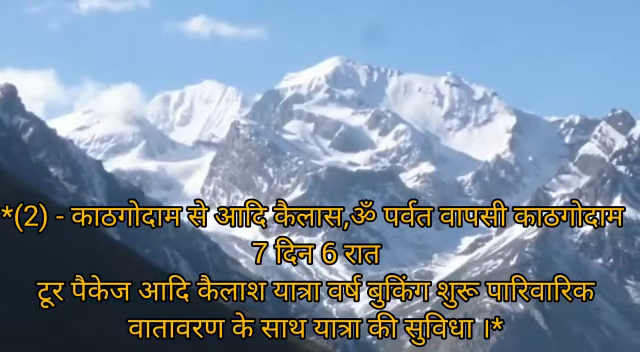 *(2) - काठगोदाम से आदि कैलास,ॐ पर्वत वापसी काठगोदाम
7 दिन 6 रात
टूर पैकेज आदि कैलाश यात्रा वर्ष बुकिंग शुरू पारिवारिक
वातावरण के साथ यात्रा की सुविधा ।*